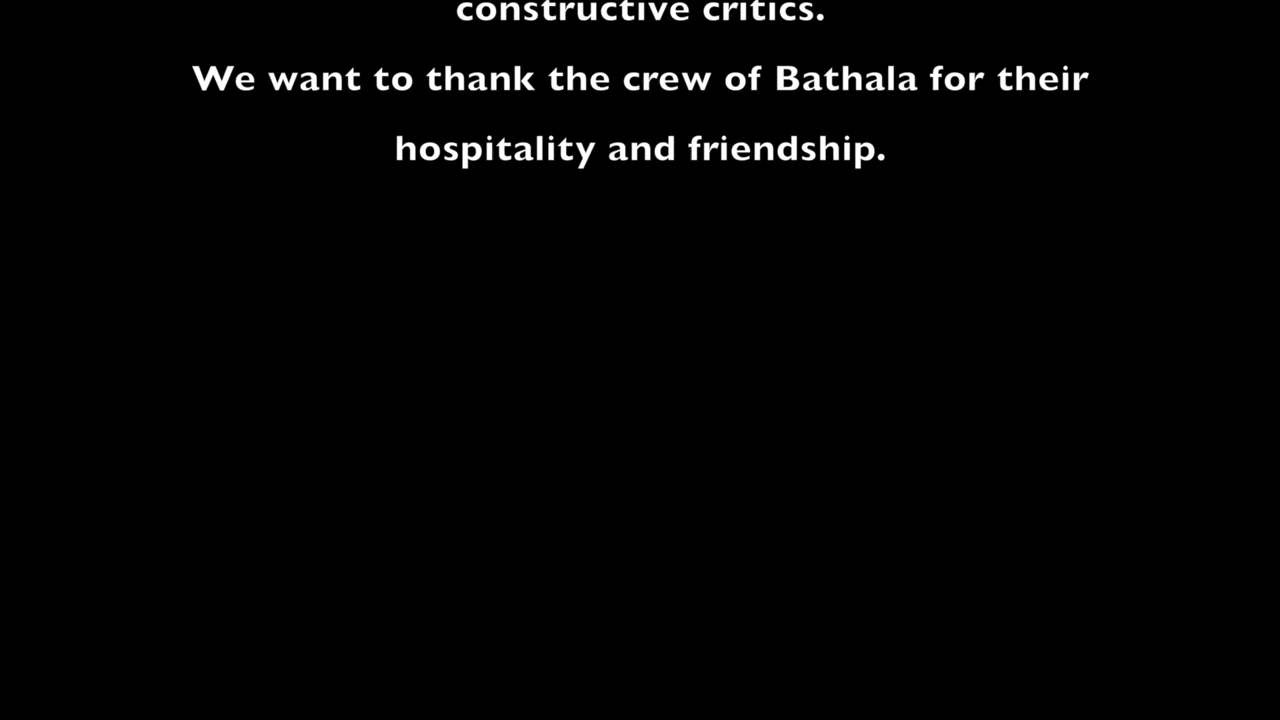 constructive critics.
We want to thank the crew of Bathala for their
hospitality and friendship.